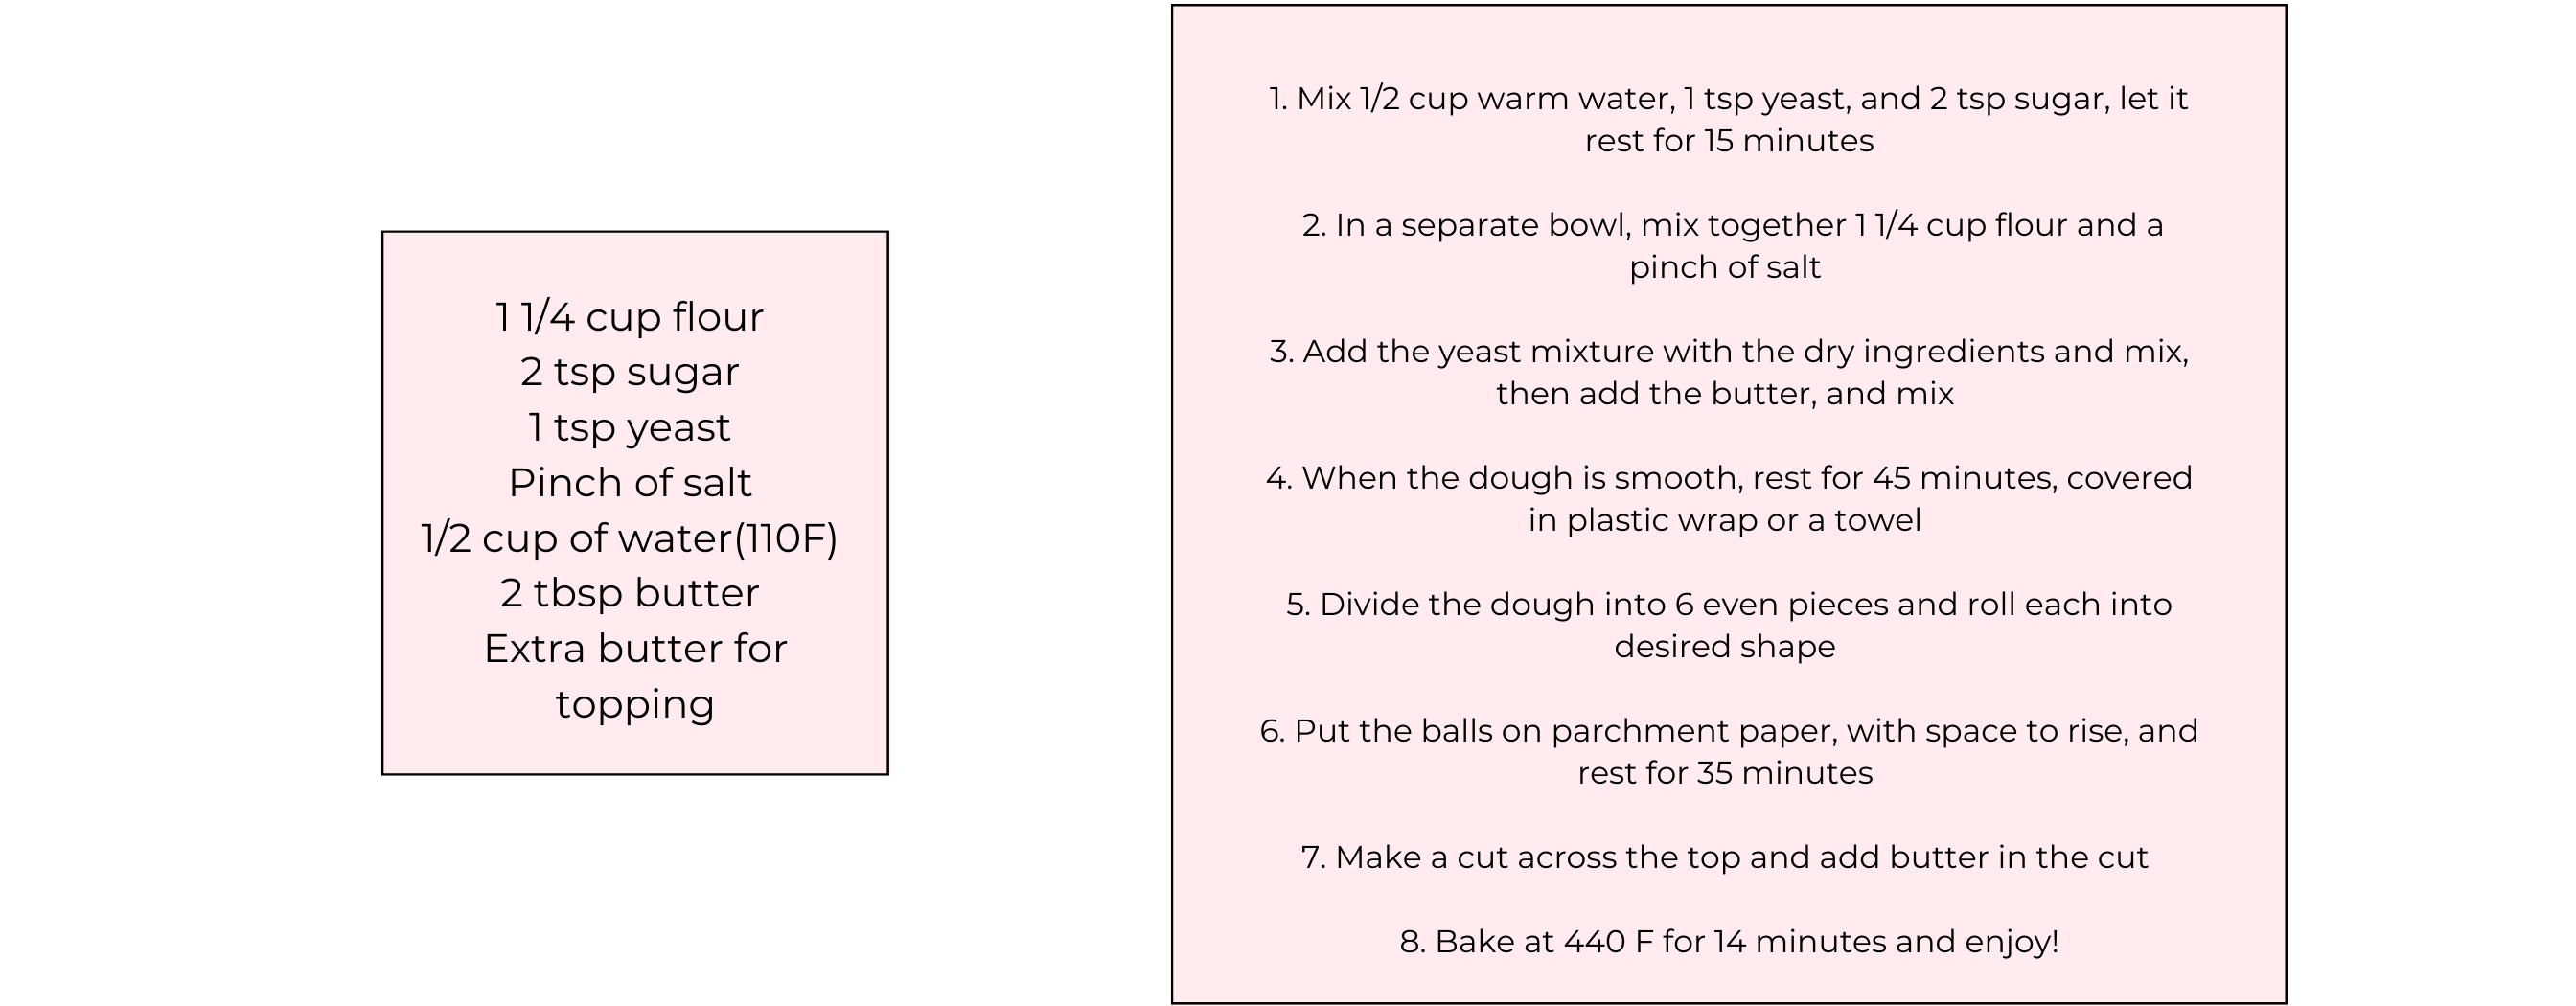 1 1/4 cup flour
2 tsp sugar
1 tsp yeast
Pinch of salt
1/2 cup of water(110F)
2 tbsp butter
Extra butter for
topping
1. Mix 1/2 cup warm water, 1 tsp yeast, and 2 tsp sugar, let it
rest for 15 minutes
2. In a separate bowl, mix together 1 1/4 cup flour and a
pinch of salt
3. Add the yeast mixture with the dry ingredients and mix,
then add the butter, and mix
4. When the dough is smooth, rest for 45 minutes, covered
in plastic wrap or a towel
5. Divide the dough into 6 even pieces and roll each into
desired shape
6. Put the balls on parchment paper, with space to rise, and
rest for 35 minutes
7. Make a cut across the top and add butter in the cut
8. Bake at 440 F for 14 minutes and enjoy!